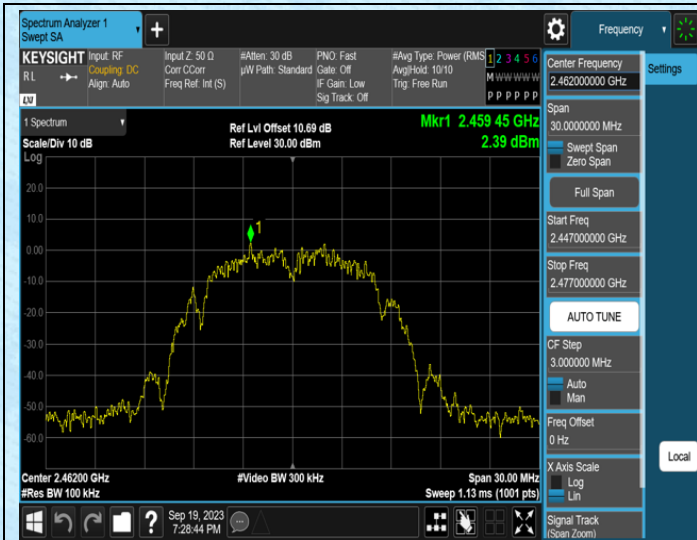 Spectrum Analyzer 1
Swept SA
+
Frequency
KEYSIGHT
RL
LXI
Input: RF
Coupling: DC
Align: Auto
Input Z: 50 Ω
Corr CCorr
Freq Ref: Int (S)
#Atten: 30 dB
µW Path: Standard
PNO: Fast
Gate: Off
IF Gain: Low
Sig Track: Off
#Avg Type: Power (RMS
Avg|Hold: 10/10
Trig: Free Run
1 2 3 4 5 6
M W W W W W
P P P P P P
1 Spectrum
Scale/Div 10 dB
Ref Lvl Offset 10.69 dB
Ref Level 30.00 dBm
Mkr1 2.459 45 GHz
2.39 dBm
Log
20.0
10.0
0.00
-10.0
-20.0
-30.0
-40.0
-50.0
-60.0
1
Center 2.46200 GHz
#Res BW 100 kHz
#Video BW 300 kHz
Span 30.00 MHz
Sweep 1.13 ms (1001 pts)
?
Sep 19, 2023
7:28:44 PM
Center Frequency
2.462000000 GHz
Span
30.0000000 MHz
Swept Span
Zero Span
Full Span
Start Freq
2.447000000 GHz
Stop Freq
2.477000000 GHz
AUTO TUNE
CF Step
3.000000 MHz
Auto
Man
Freq Offset
0 Hz
X Axis Scale
Log
Lin
Signal Track
(Span Zoom)
Settings
Local